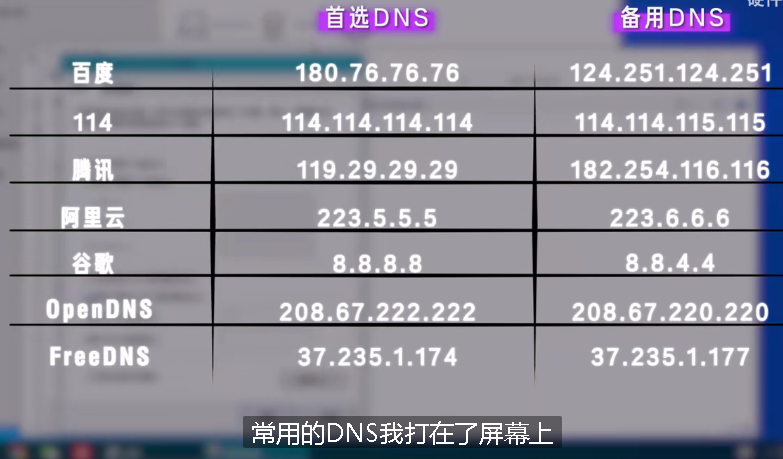 硬件
首选DNS 备用DNS
百度 180.76.76.76 124.251.124.251
114 114.114.114.114 114.114.115.115
腾讯 119.29.29.29 182.254.116.116
阿里云 223.5.5.5 223.6.6.6
谷歌 8.8.8.8 8.8.4.4
OpenDNS 208.67.222.222 208.67.220.220
FreeDNS 37.235.1.174 37.235.1.177
常用的DNS我打在了屏幕上